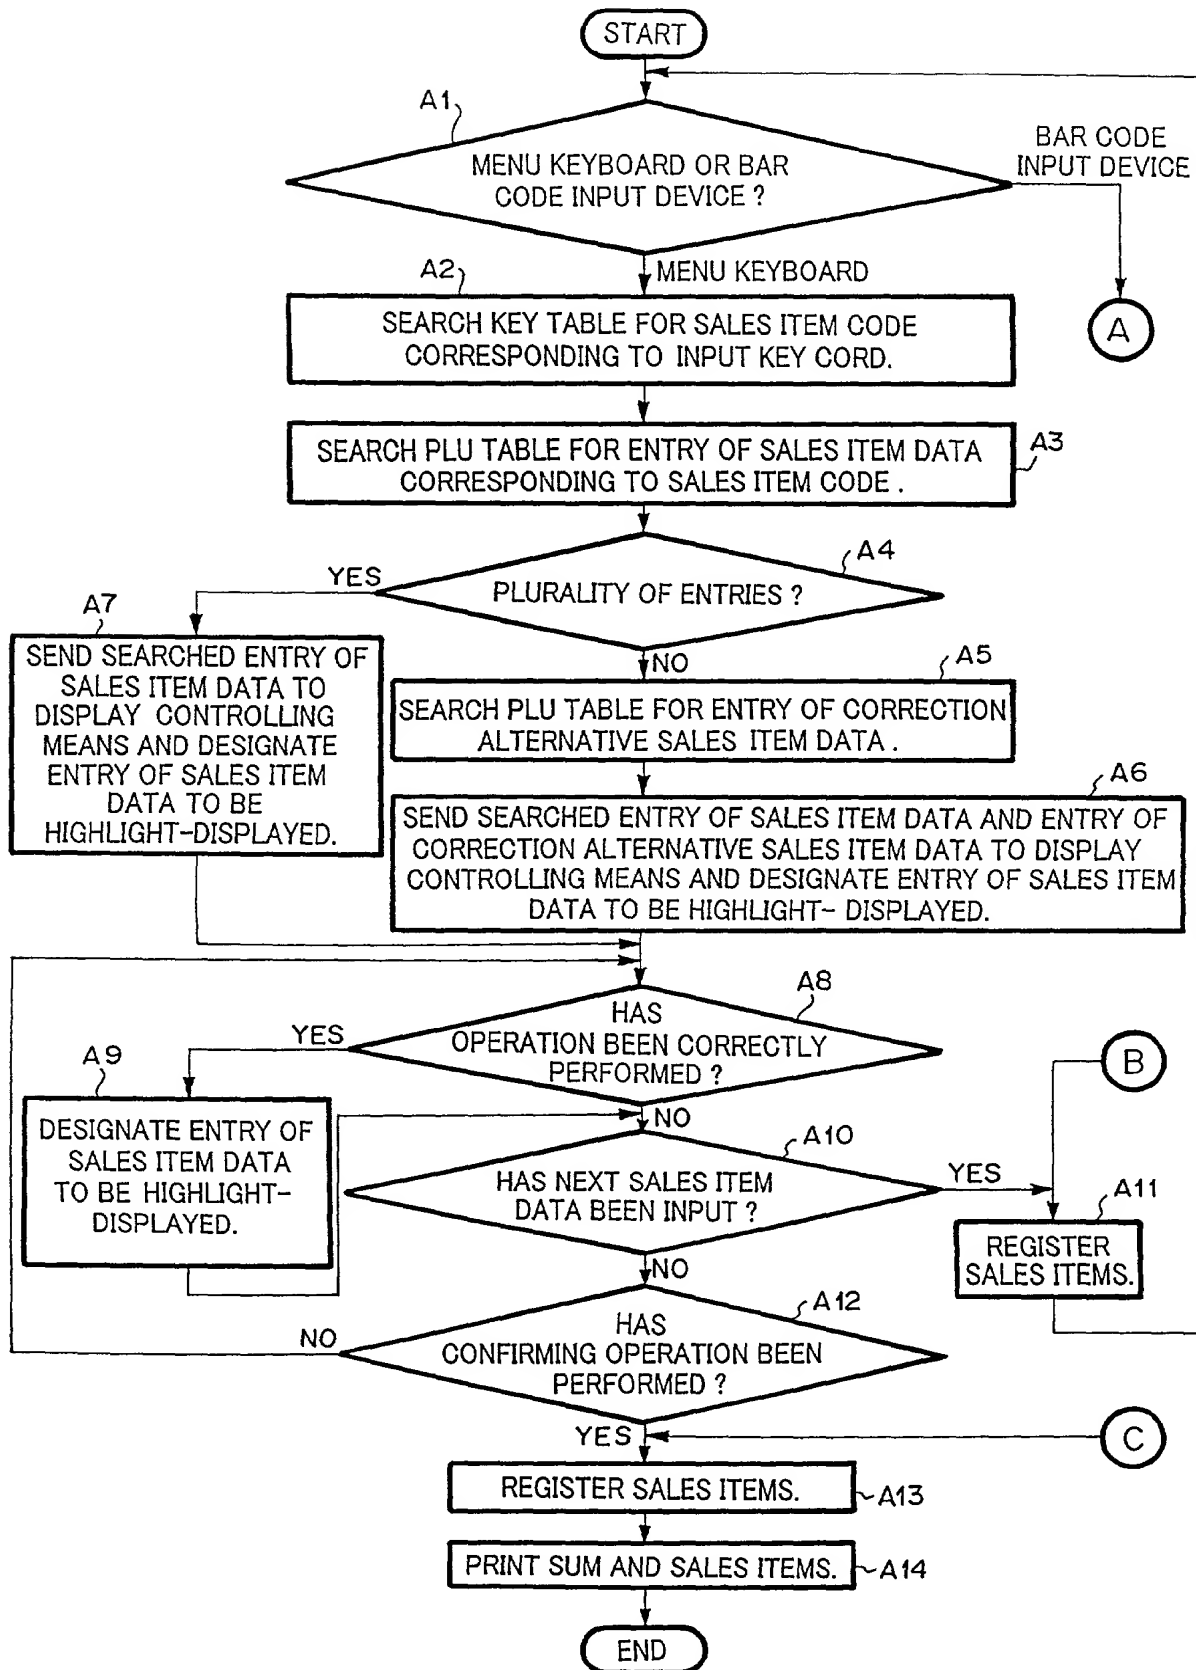 START
A1
MENU KEYBOARD OR BAR
CODE INPUT DEVICE ?
BAR CODE
INPUT DEVICE
A
MENU KEYBOARD
A2
SEARCH KEY TABLE FOR SALES ITEM CODE
CORRESPONDING TO INPUT KEY CORD.
SEARCH PLU TABLE FOR ENTRY OF SALES ITEM DATA
CORRESPONDING TO SALES ITEM CODE .
A3
A4
PLURALITY OF ENTRIES ?
YES
NO
A7
SEND SEARCHED ENTRY OF
SALES ITEM DATA TO
DISPLAY CONTROLLING
MEANS AND DESIGNATE
ENTRY OF SALES ITEM
DATA TO BE
HIGHLIGHT-DISPLAYED.
A5
SEARCH PLU TABLE FOR ENTRY OF CORRECTION
ALTERNATIVE SALES ITEM DATA .
A6
SEND SEARCHED ENTRY OF SALES ITEM DATA AND ENTRY OF
CORRECTION ALTERNATIVE SALES ITEM DATA TO DISPLAY
CONTROLLING MEANS AND DESIGNATE ENTRY OF SALES ITEM
DATA TO BE HIGHLIGHT- DISPLAYED.
A8
HAS
OPERATION BEEN CORRECTLY
PERFORMED ?
YES
NO
A9
DESIGNATE ENTRY OF
SALES ITEM DATA
TO BE HIGHLIGHT-
DISPLAYED.
B
A10
HAS NEXT SALES ITEM
DATA BEEN INPUT ?
YES
NO
A11
REGISTER
SALES ITEMS.
A12
HAS
CONFIRMING OPERATION BEEN
PERFORMED ?
NO
YES
C
REGISTER SALES ITEMS.
A13
PRINT SUM AND SALES ITEMS.
A14
END